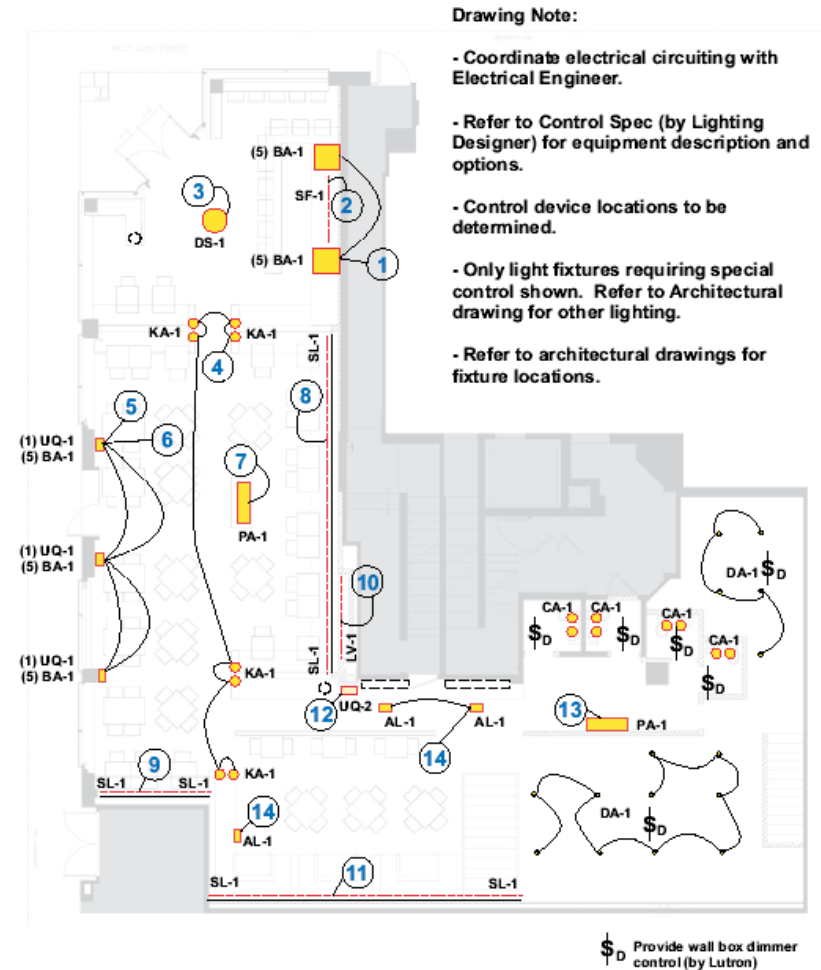 Drawing Note:
- Coordinate electrical circuiting with
Electrical Engineer.
- Refer to Control Spec (by Lighting
Designer) for equipment description and
options.
- Control device locations to be
determined.
- Only light fixtures requiring special
control shown. Refer to Architectural
drawing for other lighting.
- Refer to architectural drawings for
fixture locations.
(5) BA-1
3
SF-1
2
DS-1
(5) BA-1
1
KA-1
KA-1
4
SL-1
8
5
6
(1) UQ-1
(5) BA-1
7
PA-1
(1) UQ-1
(5) BA-1
10
DA-1
$D
CA-1
CA-1
CA-1
$D
$D
$D
CA-1
$D
(1) UQ-1
(5) BA-1
KA-1
SL-1
LV-1
12
UQ-2
AL-1
AL-1
13
PA-1
14
9
SL-1
SL-1
KA-1
14
AL-1
DA-1
$D
SL-1
11
SL-1
$D Provide wall box dimmer
control (by Lutron)